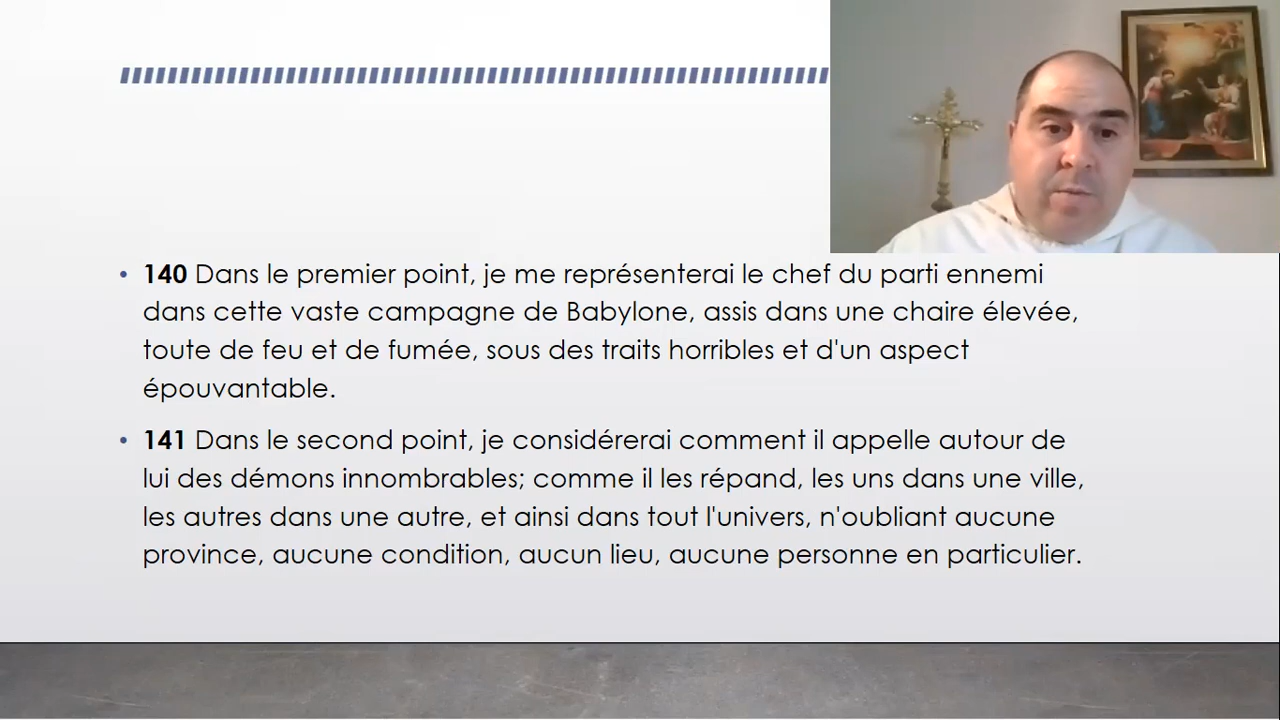 • 140 Dans le premier point, je me représenterai le chef du parti ennemi
dans cette vaste campagne de Babylone, assis dans une chaire élevée,
toute de feu et de fumée, sous des traits horribles et d'un aspect
épouvantable.
• 141 Dans le second point, je considérerai comment il appelle autour de
lui des démons innombrables; comme il les répand, les uns dans une ville,
les autres dans une autre, et ainsi dans tout l'univers, n'oubliant aucune
province, aucune condition, aucun lieu, aucune personne en particulier.